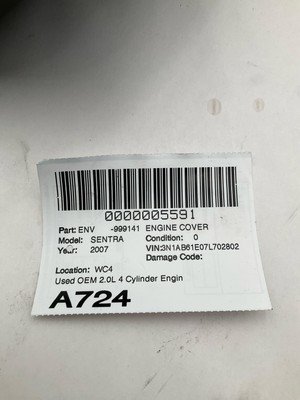 0000005591
Part: ENV -999141 ENGINE COVER
Model: SENTRA Condition: 0
Year: 2007 VIN:3N1AB61E07L702802
Damage Code:
Location: WC4
Used OEM 2.0L 4 Cylinder Engin
A724